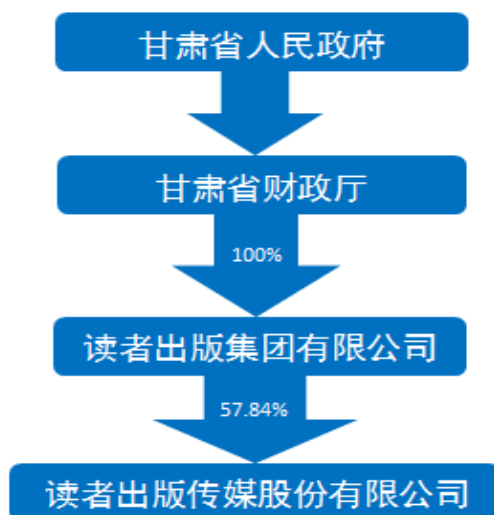 甘肃省人民政府
甘肃省财政厅
100%
读者出版集团有限公司
57.84%
读者出版传媒股份有限公司